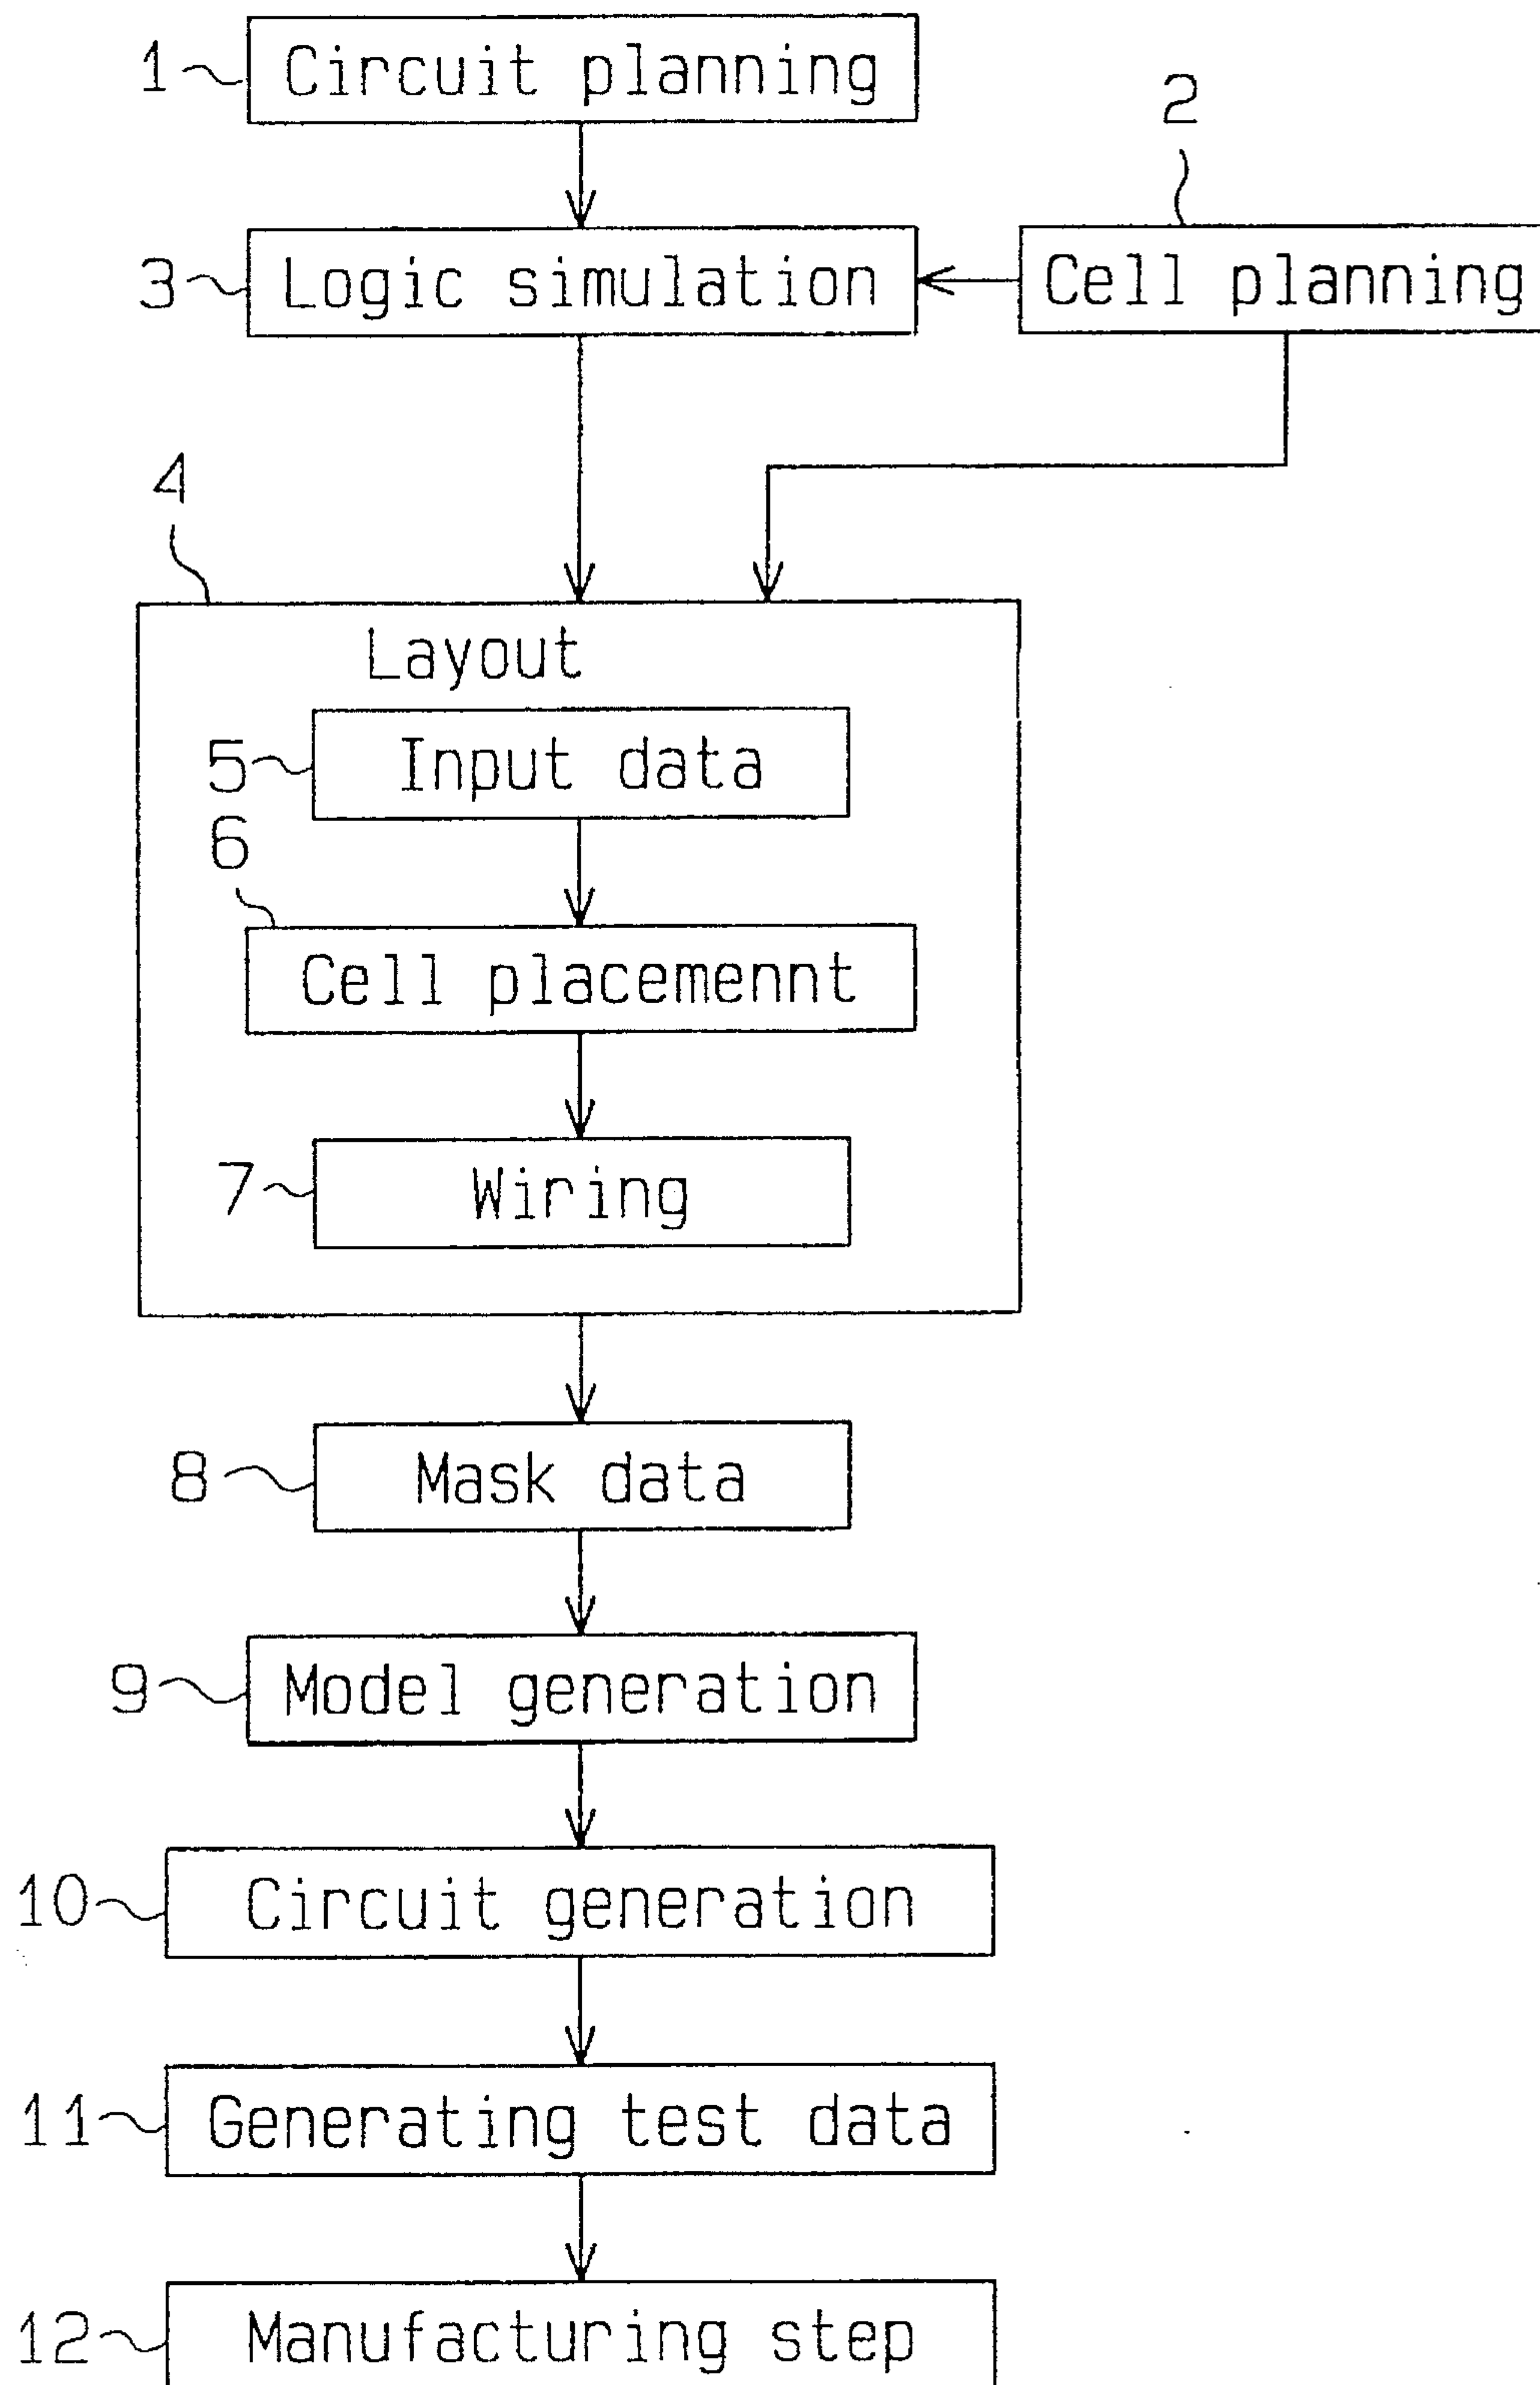 1 Circuit planning
2
3 Logic simulation
Cell planning
4
Layout
5 Input data
6
Cell placemennt
7 Wiring
8 Mask data
9 Model generation
10 Circuit generation
11 Generating test data
12 Manufacturing step